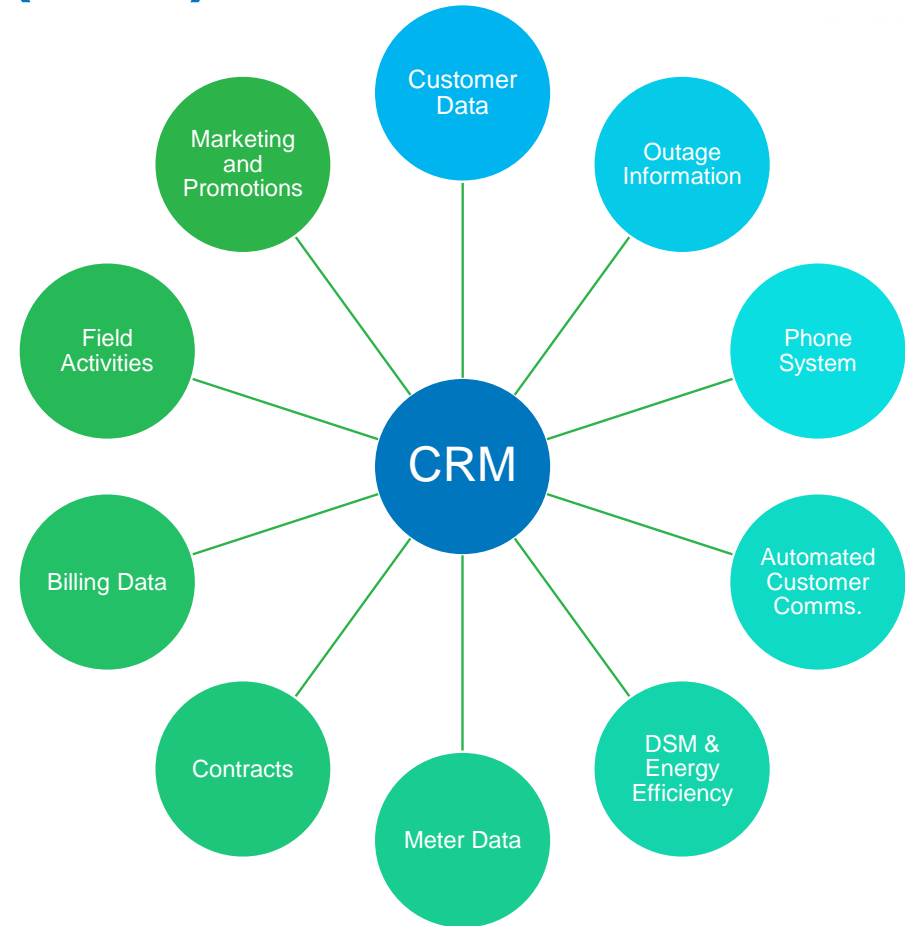 Customer
Data
Outage
Information
Phone
System
Automated
Customer
Comms.
DSM &
Energy
Efficiency
Meter Data
Contracts
Billing Data
Field
Activities
Marketing
and
Promotions
CRM